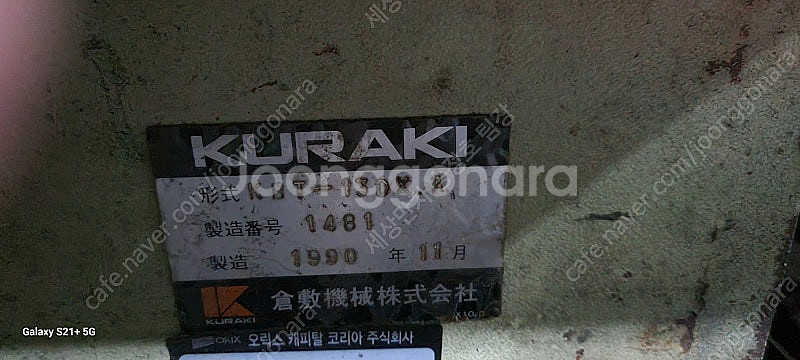 KURAKI
形式
製造番号 1481
製造 1990 年 11 月
KURAKI 倉敷機械株式会社
ORIX 오릭스 캐피탈 코리아 주식회사
Joonggonara
cafe.naver.com/joonggonara
Galaxy S21+ 5G